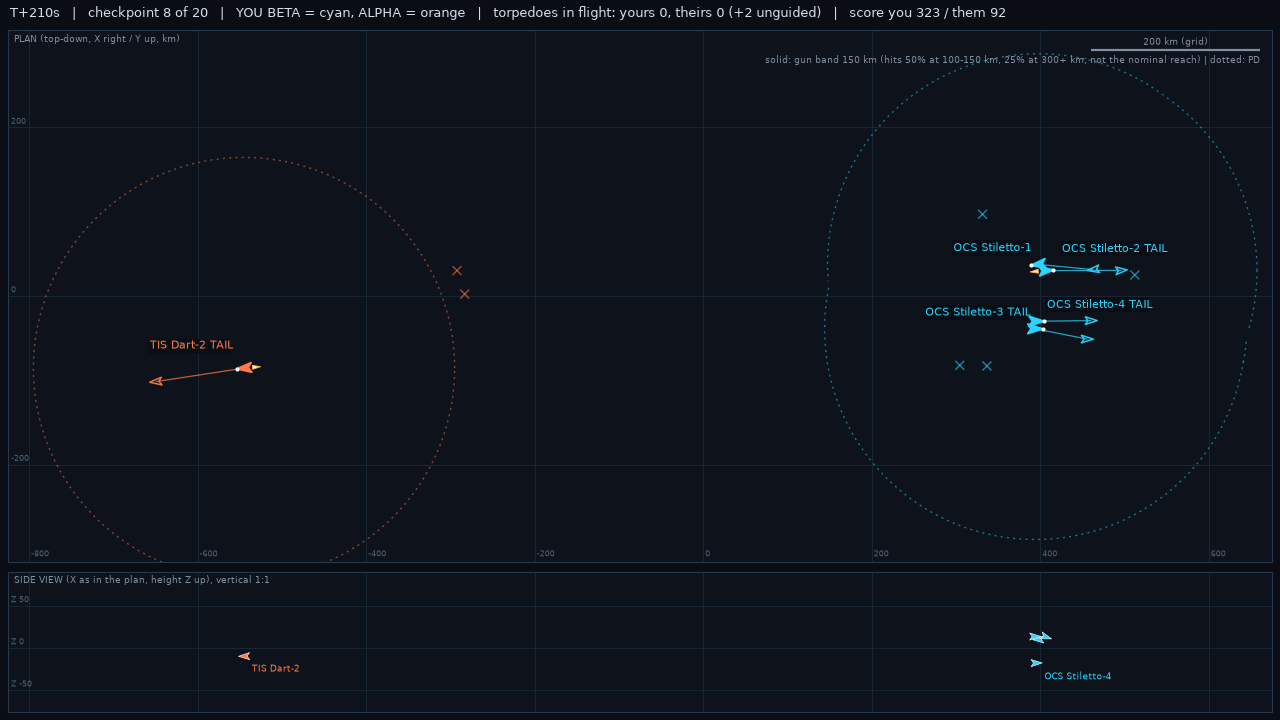 T+210s | checkpoint 8 of 20 | YOU BETA = cyan, ALPHA = orange | torpedoes in flight: yours 0, theirs 0 (+2 unguided) | score you 323 / them 92
PLAN (top-down, X right / Y up, km)
200 km (grid)
solid: gun band 150 km (hits 50% at 100-150 km, 25% at 300+ km; not the nominal reach) | dotted: PD
200
OCS Stiletto-1
OCS Stiletto-2 TAIL
0
OCS Stiletto-3 TAIL
OCS Stiletto-4 TAIL
TIS Dart-2 TAIL
-200
-800
-600
-400
-200
0
200
400
600
SIDE VIEW (X as in the plan, height Z up), vertical 1:1
Z 50
Z 0
TIS Dart-2
OCS Stiletto-4
Z -50